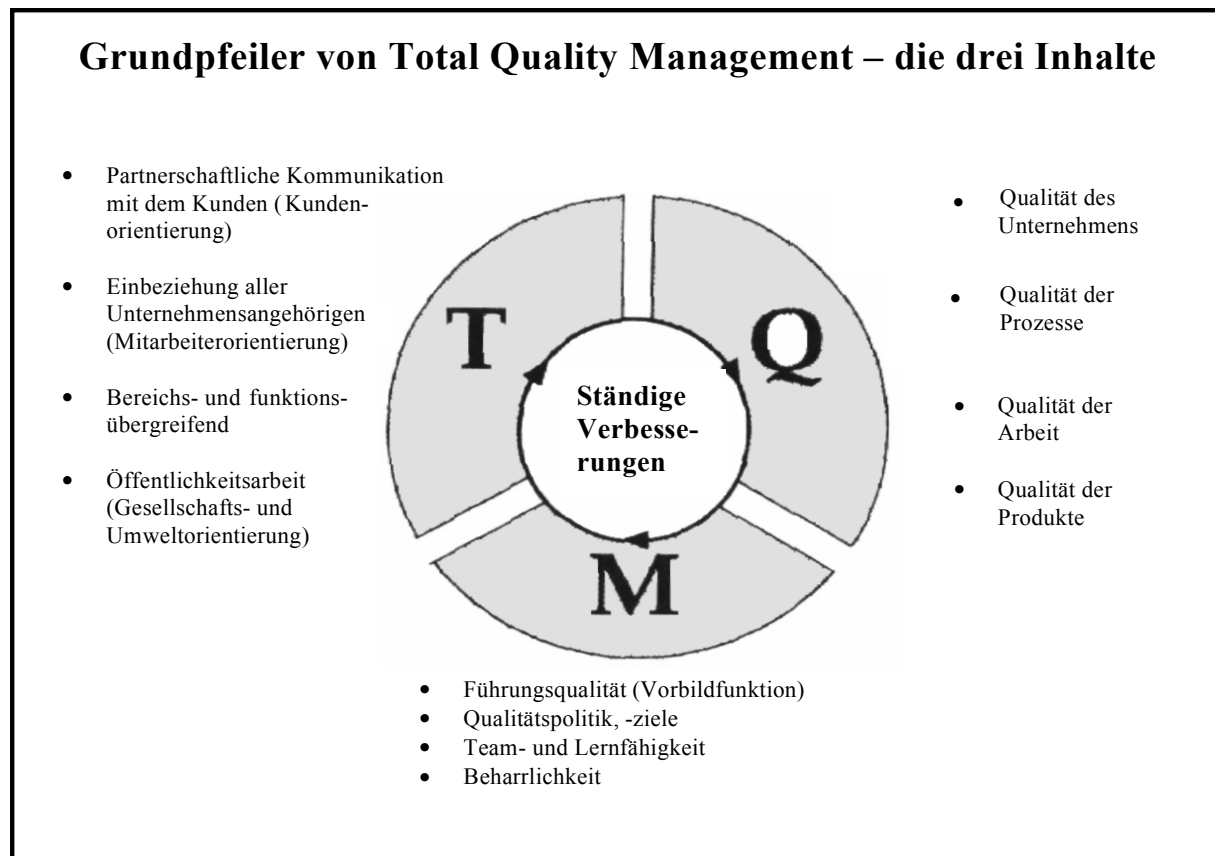 Grundpfeiler von Total Quality Management – die drei Inhalte
• Partnerschaftliche Kommunikation
mit dem Kunden (Kunden-
orientierung)
• Einbeziehung aller
Unternehmensangehörigen
(Mitarbeiterorientierung)
• Bereichs- und funktions-
übergreifend
• Öffentlichkeitsarbeit
(Gesellschafts- und
Umweltorientierung)
T
Q
M
Ständige
Verbesse-
rungen
• Qualität des
Unternehmens
• Qualität der
Prozesse
• Qualität der
Arbeit
• Qualität der
Produkte
• Führungsqualität (Vorbildfunktion)
• Qualitätspolitik, -ziele
• Team- und Lernfähigkeit
• Beharrlichkeit